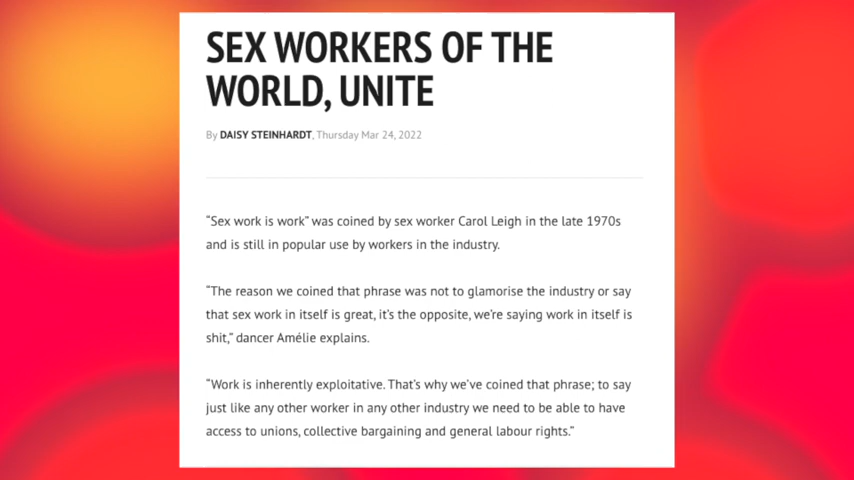 SEX WORKERS OF THE
WORLD, UNITE
By DAISY STEINHARDT, Thursday Mar 24, 2022
“Sex work is work” was coined by sex worker Carol Leigh in the late 1970s
and is still in popular use by workers in the industry.
“The reason we coined that phrase was not to glamorise the industry or say
that sex work in itself is great, it’s the opposite, we’re saying work in itself is
shit,” dancer Amélie explains.
“Work is inherently exploitative. That’s why we’ve coined that phrase; to say
just like any other worker in any other industry we need to be able to have
access to unions, collective bargaining and general labour rights.”